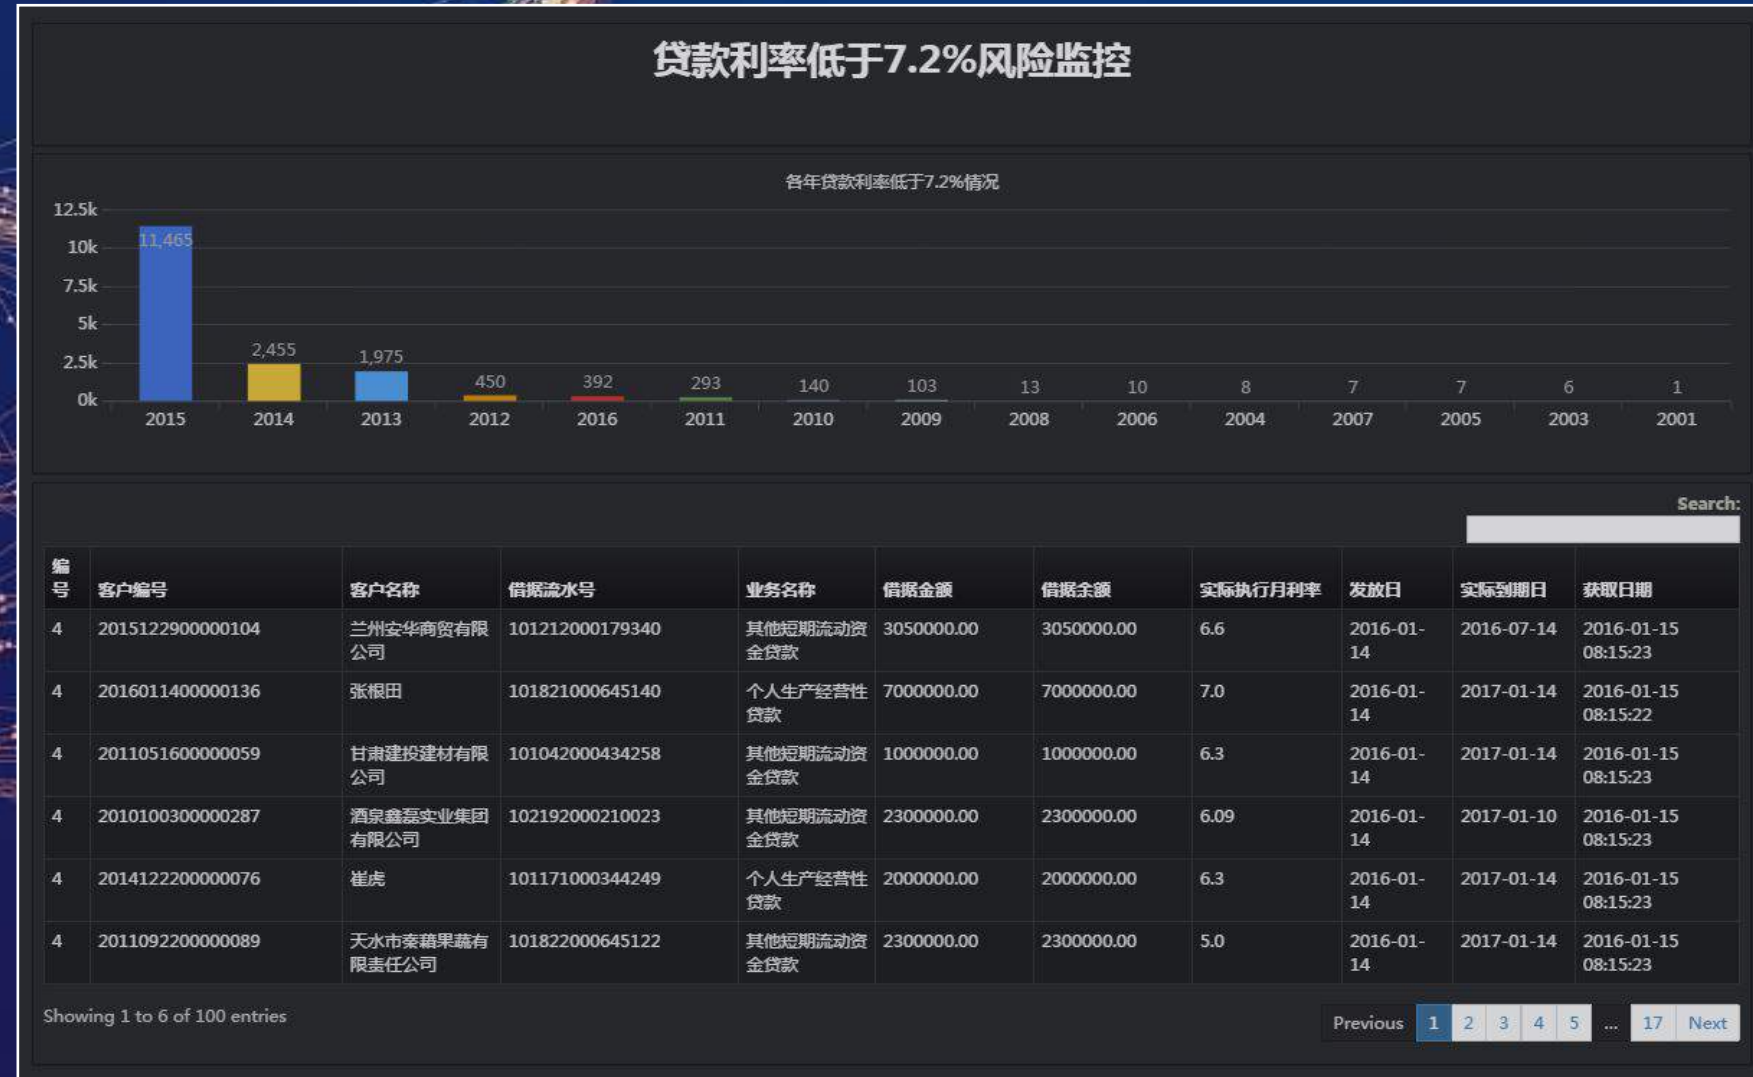 贷款利率低于7.2%风险监控
各年贷款利率低于7.2%情况
12.5k
10k
7.5k
5k
2.5k
0k
11,465
2,455
1,975
450
392
293
140
103
13
10
8
7
7
6
1
2015 2014 2013 2012 2016 2011 2010 2009 2008 2006 2004 2007 2005 2003 2001
Search:
编号 客户编号 客户名称 借据流水号 业务名称 借据金额 借据余额 实际执行月利率 发放日 实际到期日 获取日期
4 2015122900000104 兰州安华商贸有限 101212000179340 其他短期流动资 3050000.00 3050000.00 6.6 2016-01- 2016-07-14 2016-01-15
公司 金贷款 14 08:15:23
4 2016011400000136 张根田 101821000645140 个人生产经营性 7000000.00 7000000.00 7.0 2016-01- 2017-01-14 2016-01-15
贷款 14 08:15:22
4 2011051600000059 甘肃建投建材有限 101042000434258 其他短期流动资 1000000.00 1000000.00 6.3 2016-01- 2017-01-14 2016-01-15
公司 金贷款 14 08:15:23
4 2010100300000287 酒泉鑫磊实业集团 102192000210023 其他短期流动资 2300000.00 2300000.00 6.09 2016-01- 2017-01-10 2016-01-15
有限公司 金贷款 14 08:15:23
4 2014122200000076 崔虎 101171000344249 个人生产经营性 2000000.00 2000000.00 6.3 2016-01- 2017-01-14 2016-01-15
贷款 14 08:15:23
4 2011092200000089 天水市秦藉果蔬有 101822000645122 其他短期流动资 2300000.00 2300000.00 5.0 2016-01- 2017-01-14 2016-01-15
限责任公司 金贷款 14 08:15:23
Showing 1 to 6 of 100 entries
Previous 1 2 3 4 5 ... 17 Next